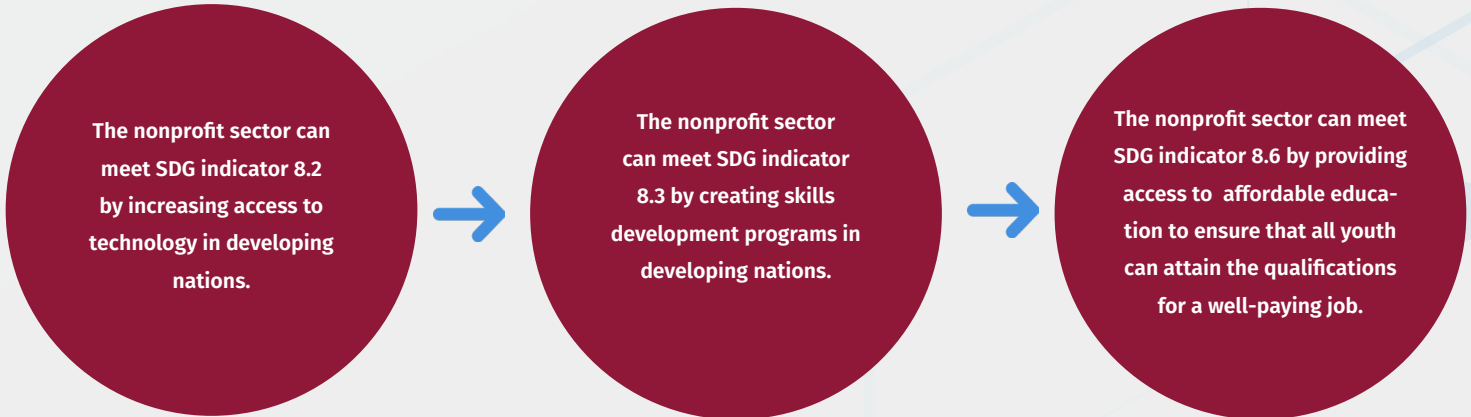 The nonprofit sector can
meet SDG indicator 8.2
by increasing access to
technology in developing
nations.
The nonprofit sector
can meet SDG indicator
8.3 by creating skills
development programs in
developing nations.
The nonprofit sector can meet
SDG indicator 8.6 by providing
access to  affordable educa-
tion to ensure that all youth
can attain the qualifications
for a well-paying job.